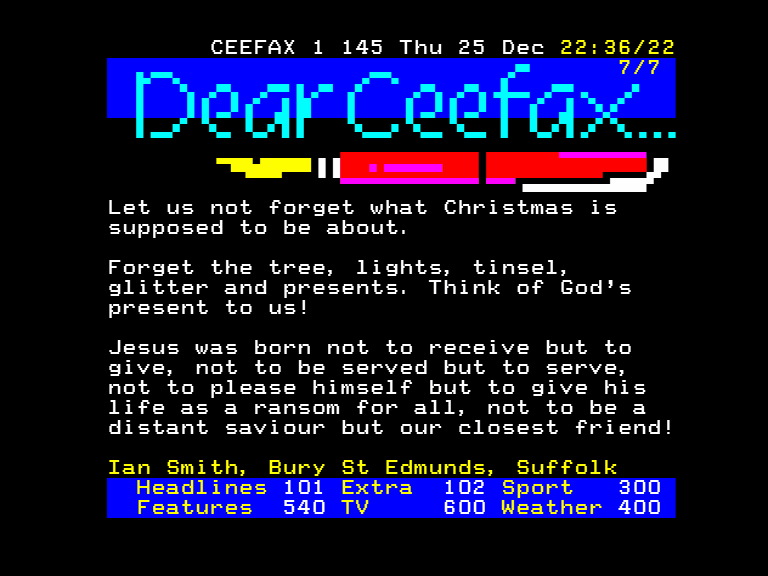 CEEFAX 1 145 Thu 25 Dec 22:36/22
7/7
Dear Ceefax...
Let us not forget what Christmas is
supposed to be about.
Forget the tree, lights, tinsel,
glitter and presents. Think of God's
present to us!
Jesus was born not to receive but to
give, not to be served but to serve,
not to please himself but to give his
life as a ransom for all, not to be a
distant saviour but our closest friend!
Ian Smith, Bury St Edmunds, Suffolk
Headlines 101 Extra 102 Sport 300
Features 540 TV 600 Weather 400